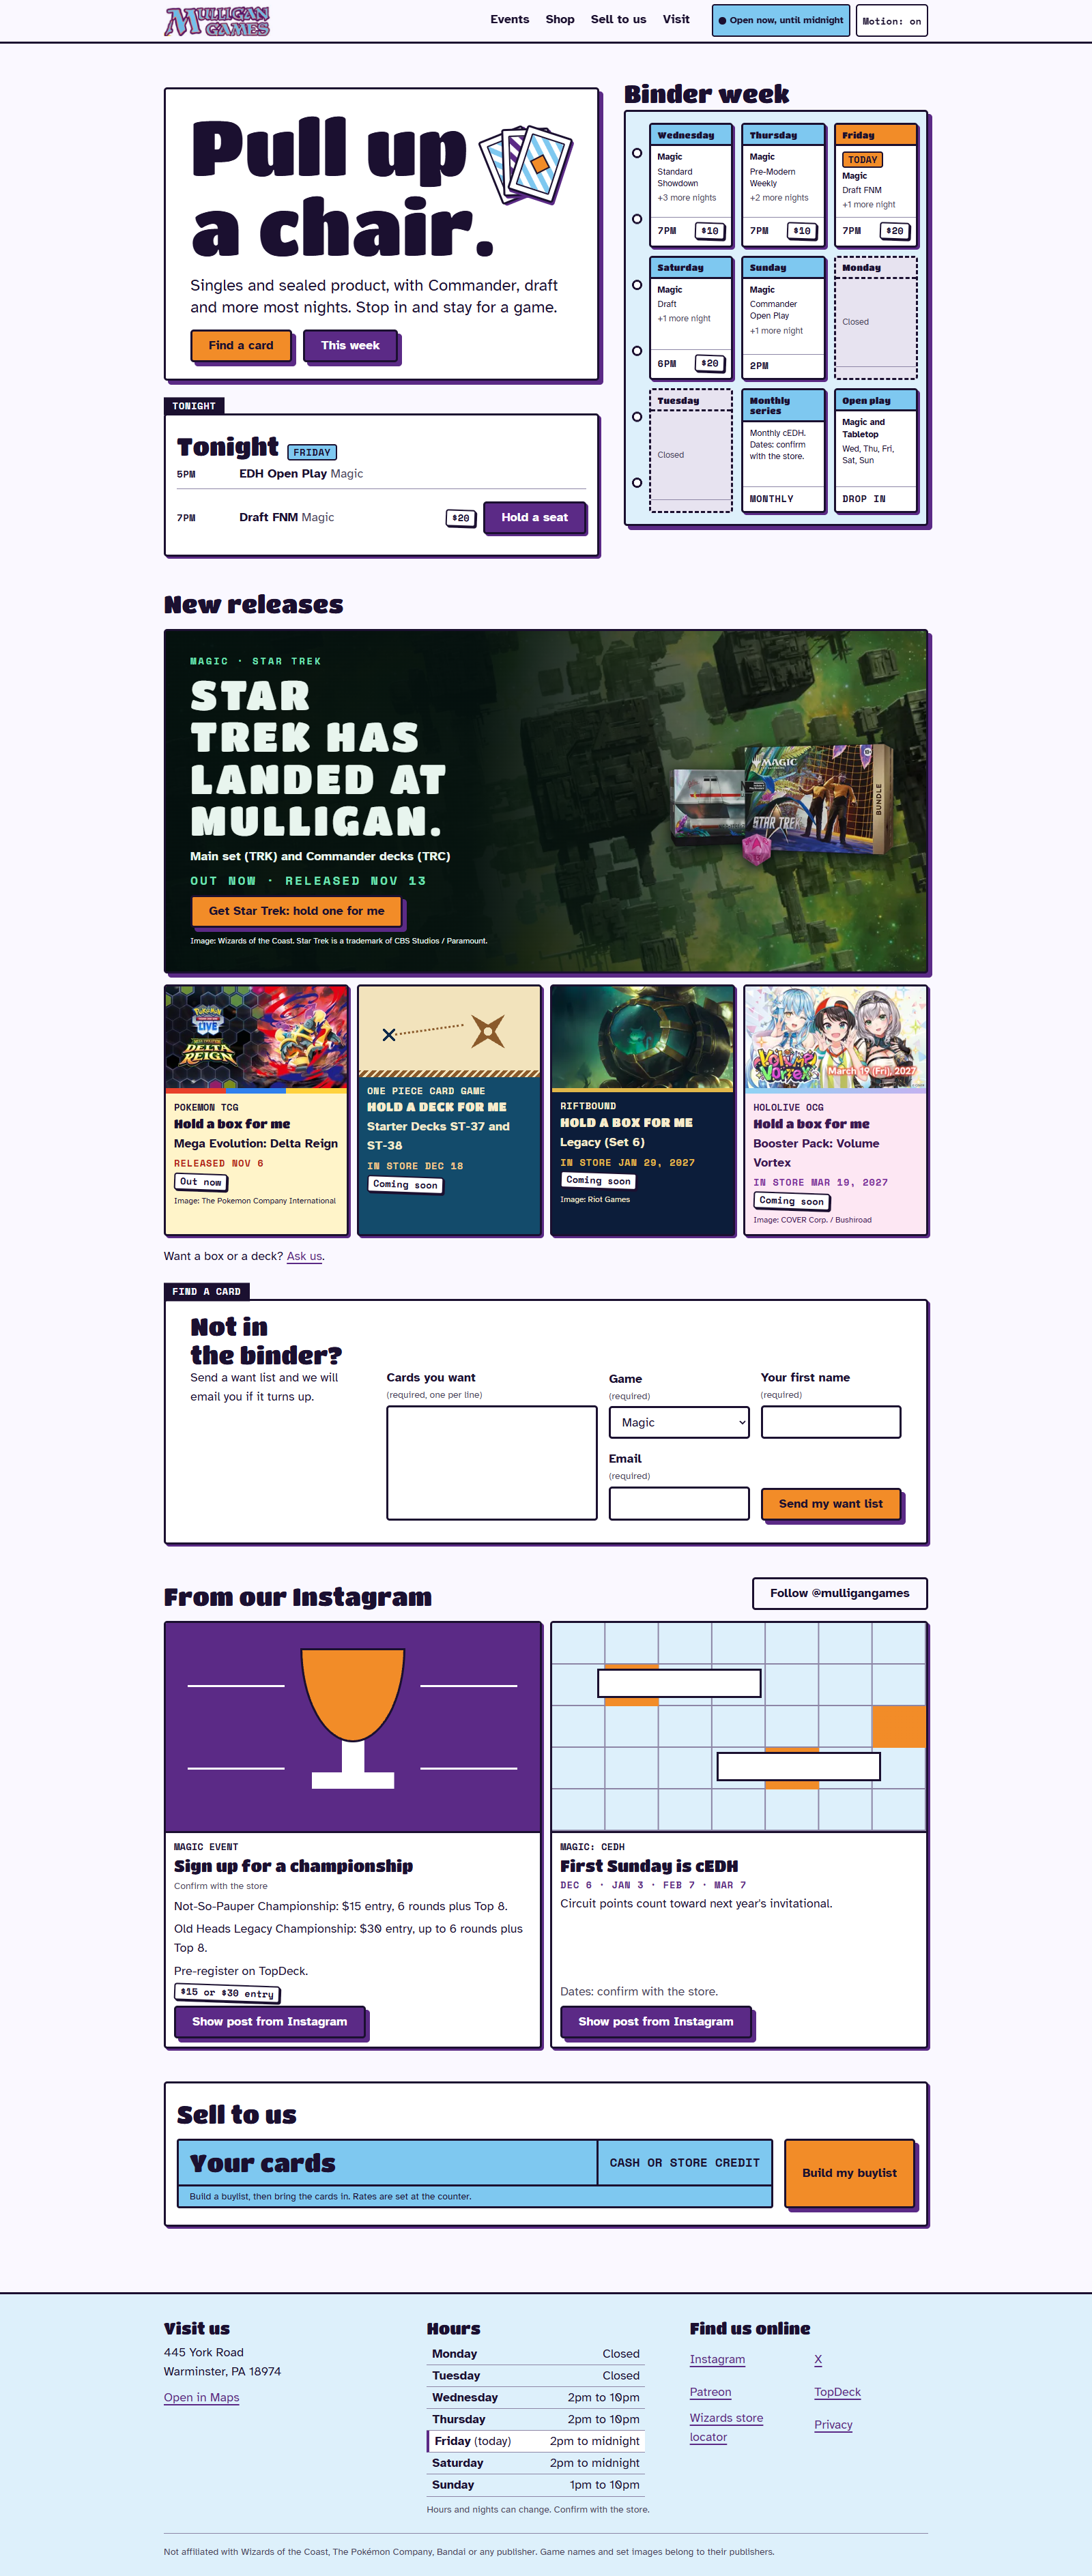 MULLIGAN
GAMES
Events
Shop
Sell to us
Visit
Open now, until midnight
Motion: on
Pull up
a chair.
Singles and sealed product, with Commander, draft
and more most nights. Stop in and stay for a game.
Find a card
This week
TONIGHT
Tonight
FRIDAY
5PM
EDH Open Play Magic
7PM
Draft FNM Magic
$20
Hold a seat
Binder week
Wednesday
Magic
Standard
Showdown
+3 more nights
7PM
$10
Thursday
Magic
Pre-Modern
Weekly
+2 more nights
7PM
$10
Friday
TODAY
Magic
Draft FNM
+1 more night
7PM
$20
Saturday
Magic
Draft
+1 more night
6PM
$20
Sunday
Magic
Commander
Open Play
+1 more night
2PM
Monday
Closed
Tuesday
Closed
Monthly
series
Monthly cEDH.
Dates: confirm
with the store.
MONTHLY
Open play
Magic and
Tabletop
Wed, Thu, Fri,
Sat, Sun
DROP IN
New releases
MAGIC · STAR TREK
STAR
TREK HAS
LANDED AT
MULLIGAN.
Main set (TRK) and Commander decks (TRC)
OUT NOW · RELEASED NOV 13
Get Star Trek: hold one for me
Image: Wizards of the Coast. Star Trek is a trademark of CBS Studios / Paramount.
MAGIC
STAR TREK
BUNDLE
POKEMON
LIVE
DELTA
REIGN
POKEMON TCG
Hold a box for me
Mega Evolution: Delta Reign
RELEASED NOV 6
Out now
Image: The Pokemon Company International
ONE PIECE CARD GAME
HOLD A DECK FOR ME
Starter Decks ST-37 and
ST-38
IN STORE DEC 18
Coming soon
RIFTBOUND
HOLD A BOX FOR ME
Legacy (Set 6)
IN STORE JAN 29, 2027
Coming soon
Image: Riot Games
Volume
Vortex
March 19 (Fri), 2027
HOLOLIVE OCG
Hold a box for me
Booster Pack: Volume
Vortex
IN STORE MAR 19, 2027
Coming soon
Image: COVER Corp. / Bushiroad
Want a box or a deck? Ask us.
FIND A CARD
Not in
the binder?
Send a want list and we will
email you if it turns up.
Cards you want
(required, one per line)
Game
(required)
Magic
Your first name
(required)
Email
(required)
Send my want list
From our Instagram
Follow @mulligangames
MAGIC EVENT
Sign up for a championship
Confirm with the store
Not-So-Pauper Championship: $15 entry, 6 rounds plus Top 8.
Old Heads Legacy Championship: $30 entry, up to 6 rounds plus
Top 8.
Pre-register on TopDeck.
$15 or $30 entry
Show post from Instagram
MAGIC: CEDH
First Sunday is cEDH
DEC 6 · JAN 3 · FEB 7 · MAR 7
Circuit points count toward next year's invitational.
Dates: confirm with the store.
Show post from Instagram
Sell to us
Your cards
CASH OR STORE CREDIT
Build a buylist, then bring the cards in. Rates are set at the counter.
Build my buylist
Visit us
445 York Road
Warminster, PA 18974
Open in Maps
Hours
Monday Closed
Tuesday Closed
Wednesday 2pm to 10pm
Thursday 2pm to 10pm
Friday (today) 2pm to midnight
Saturday 2pm to midnight
Sunday 1pm to 10pm
Hours and nights can change. Confirm with the store.
Find us online
Instagram
X
Patreon
TopDeck
Wizards store
locator
Privacy
Not affiliated with Wizards of the Coast, The Pokémon Company, Bandai or any publisher. Game names and set images belong to their publishers.